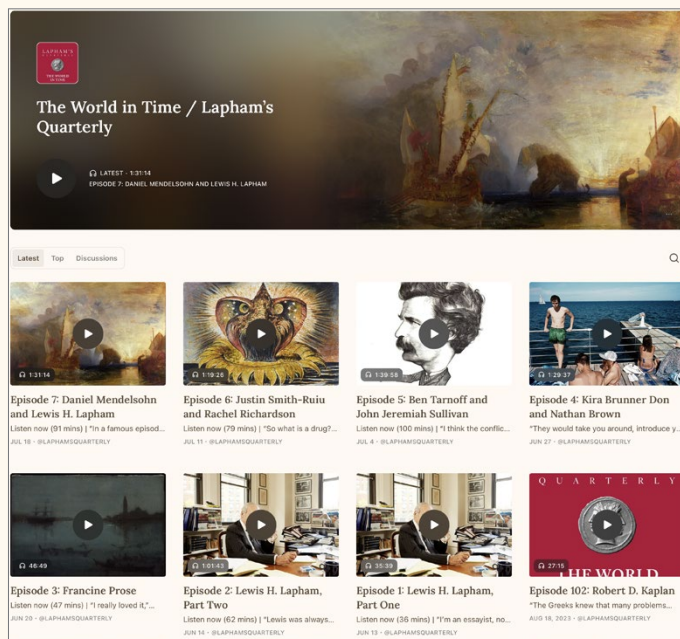 LAPHAM'S
QUARTERLY
THE WORLD
IN TIME
The World in Time / Lapham's
Quarterly
LATEST · 1:31:14
EPISODE 7: DANIEL MENDELSOHN AND LEWIS H. LAPHAM
Latest Top Discussions
1:31:14
Episode 7: Daniel Mendelsohn
and Lewis H. Lapham
Listen now (91 mins) | "In a famous episod...
JUL 18 · @LAPHAMSQUARTERLY
1:19:26
Episode 6: Justin Smith-Ruiu
and Rachel Richardson
Listen now (79 mins) | "So what is a drug?...
JUL 11 · @LAPHAMSQUARTERLY
1:39:58
Episode 5: Ben Tarnoff and
John Jeremiah Sullivan
Listen now (100 mins) | "I think the conflic...
JUL 4 · @LAPHAMSQUARTERLY
1:29:37
Episode 4: Kira Brunner Don
and Nathan Brown
"They would take you around, introduce y...
JUN 27 · @LAPHAMSQUARTERLY
46:49
Episode 3: Francine Prose
Listen now (47 mins) | "I really loved it,"...
JUN 20 · @LAPHAMSQUARTERLY
1:01:43
Episode 2: Lewis H. Lapham,
Part Two
Listen now (62 mins) | "Lewis was always...
JUN 14 · @LAPHAMSQUARTERLY
35:39
Episode 1: Lewis H. Lapham,
Part One
Listen now (36 mins) | "I'm an essayist, no...
JUN 13 · @LAPHAMSQUARTERLY
QUARTERLY
THE WORLD
27:15
Episode 102: Robert D. Kaplan
"The Greeks knew that many problems...
AUG 18, 2023 · @LAPHAMSQUARTERLY